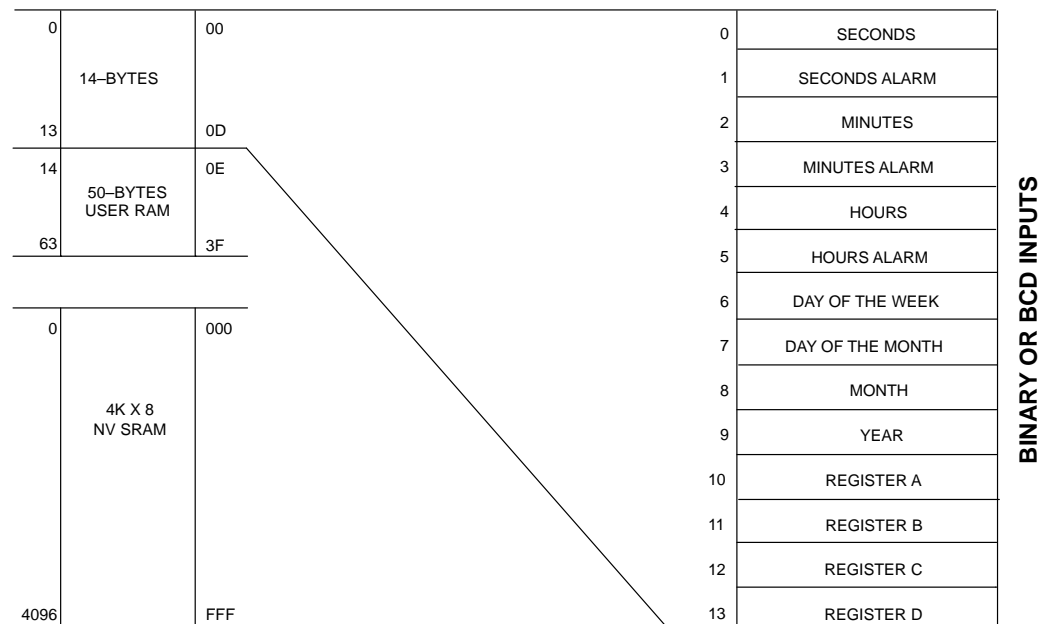 0 00
14–BYTES
13 0D
14 0E
50–BYTES
USER RAM
63 3F
0 000
4K X 8
NV SRAM
4096 FFF
0 SECONDS
1 SECONDS ALARM
2 MINUTES
3 MINUTES ALARM
4 HOURS
5 HOURS ALARM
6 DAY OF THE WEEK
7 DAY OF THE MONTH
8 MONTH
9 YEAR
10 REGISTER A
11 REGISTER B
12 REGISTER C
13 REGISTER D
BINARY OR BCD INPUTS